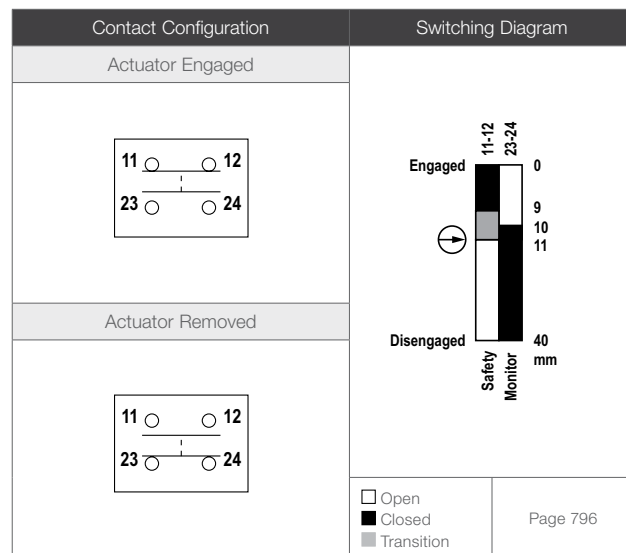 Contact Configuration
Switching Diagram
Actuator Engaged
11 12
23 24
Actuator Removed
11 12
23 24
11-12
23-24
Engaged 0
9
10
11
Disengaged 40
mm
Safety
Monitor
Open
Closed
Transition
Page 796